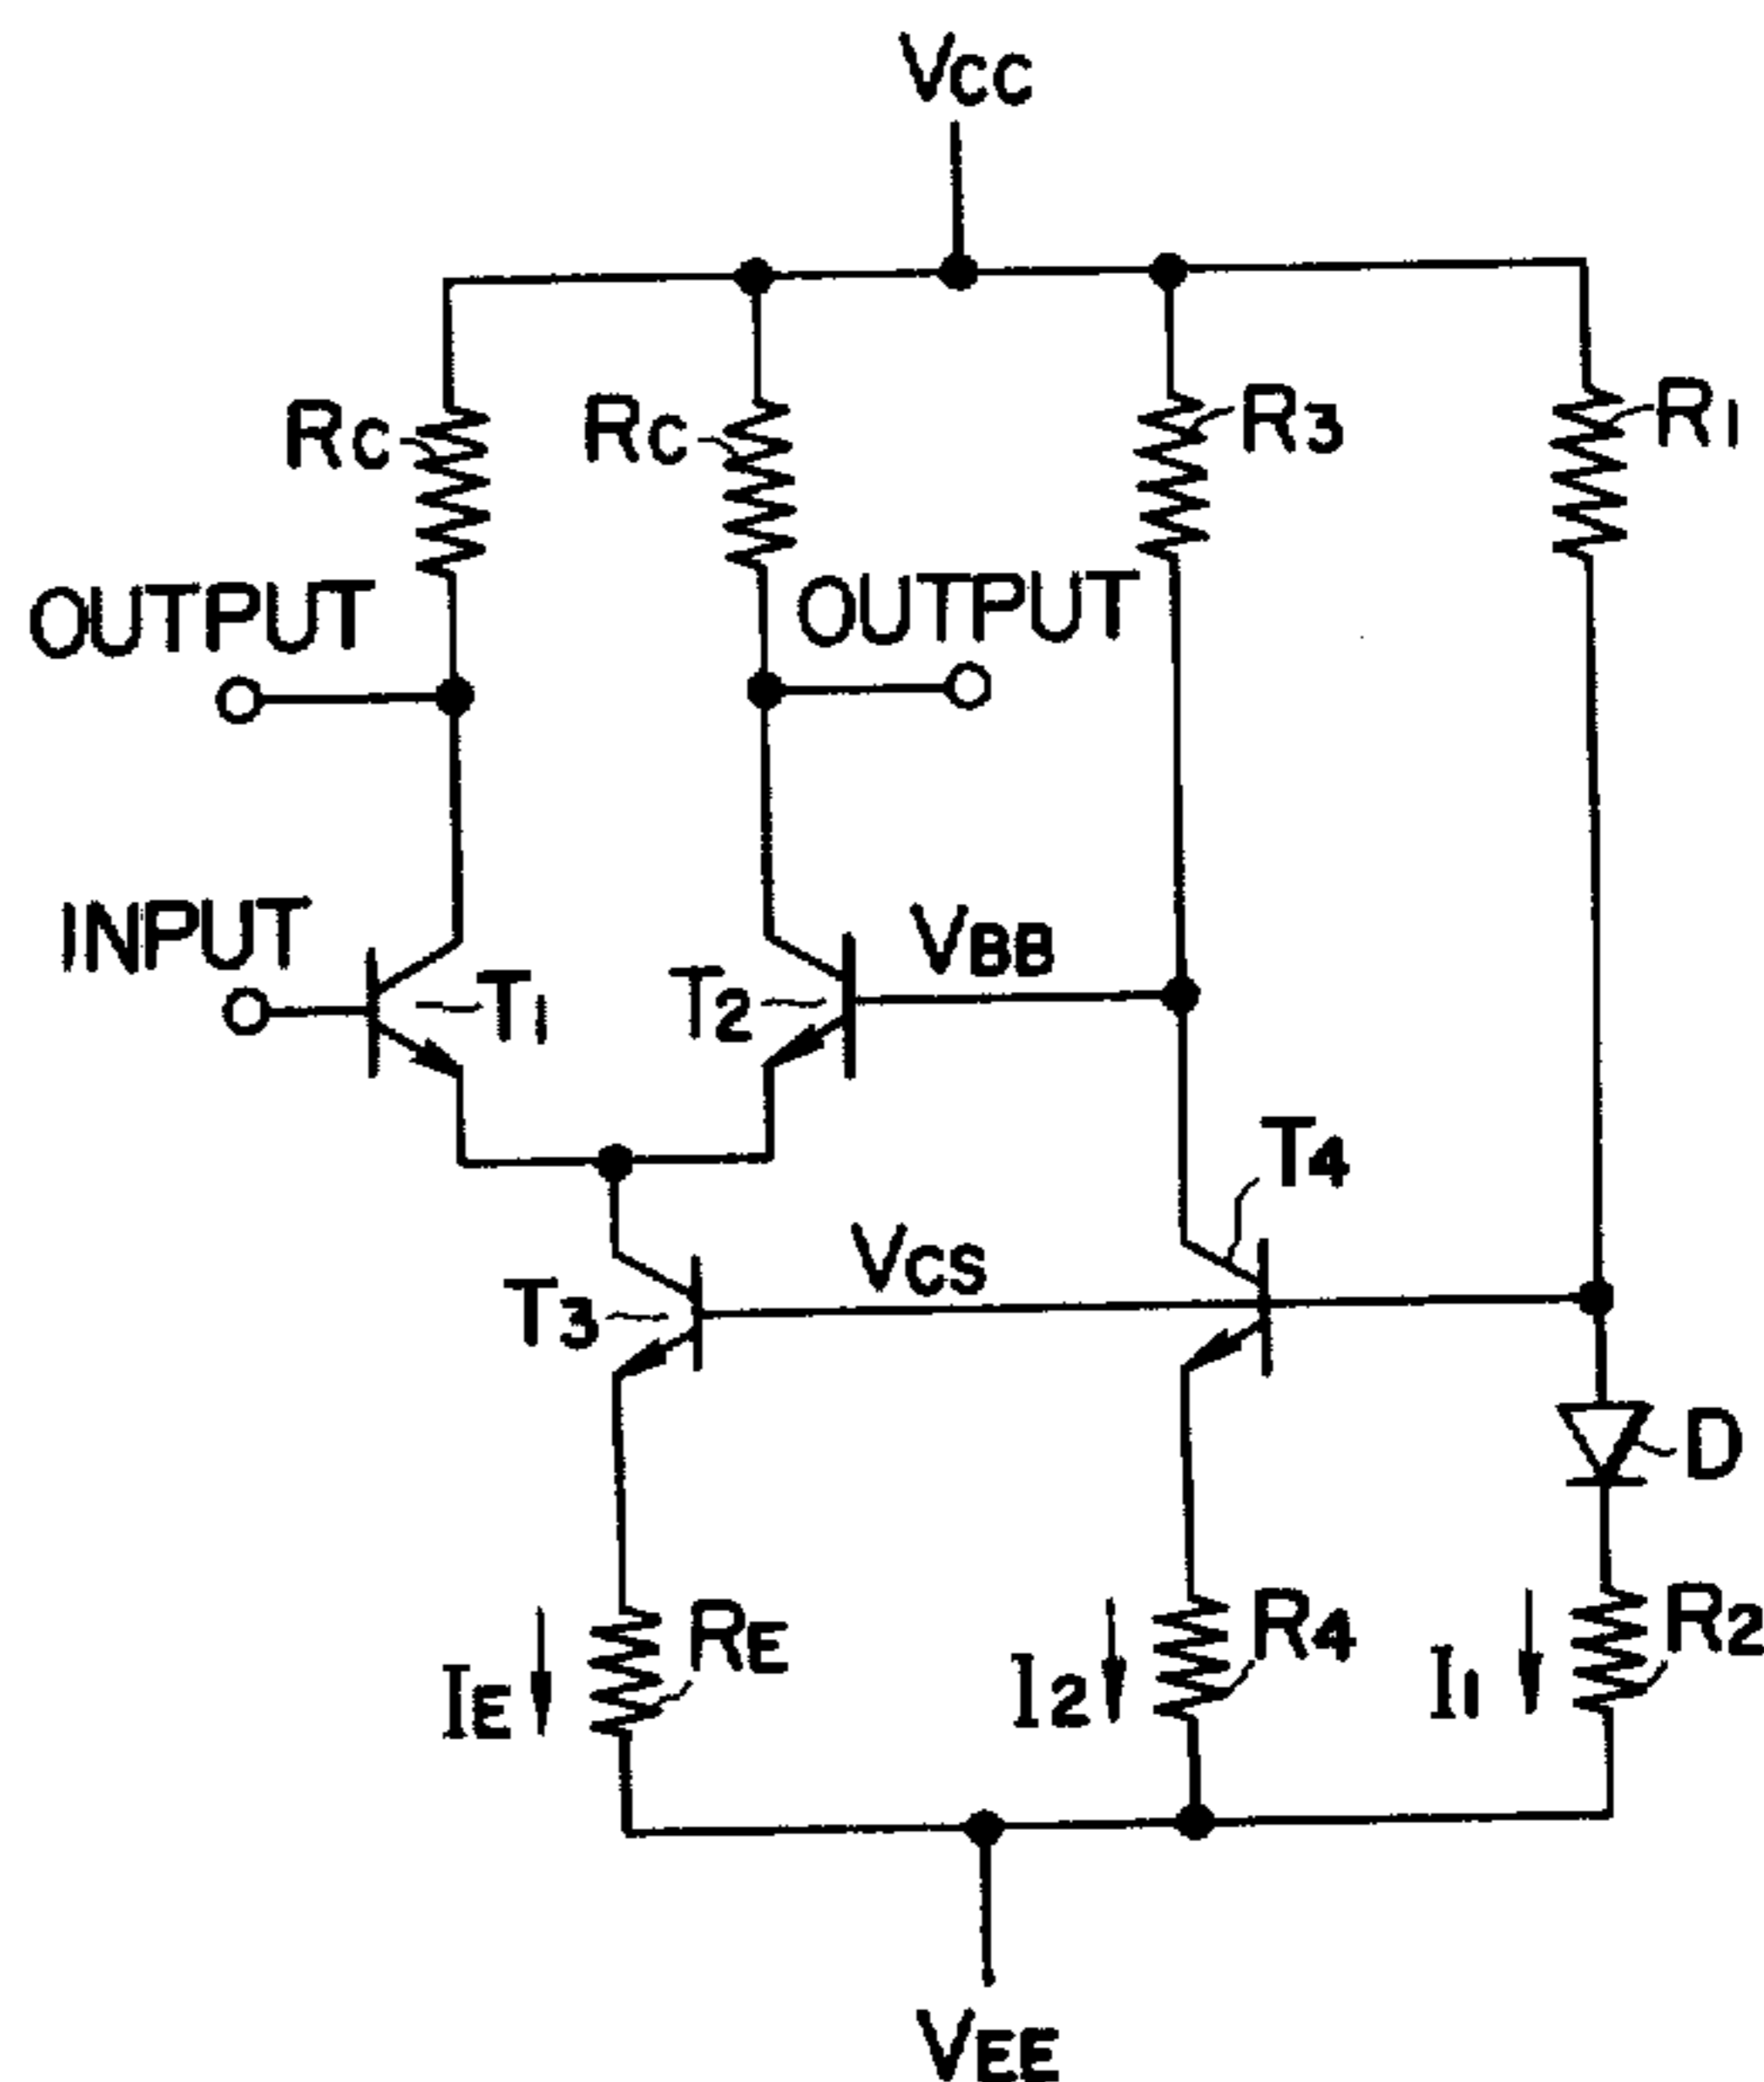 VCC
RC
RC
R3
R1
OUTPUT
OUTPUT
INPUT
T1
T2
VBB
T4
T3
VCS
D
IE
RE
I2
R4
I1
R2
VEE